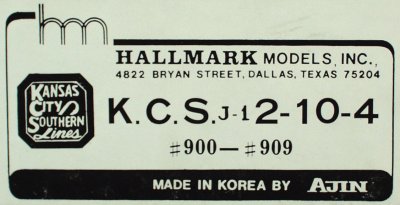 hm
HALLMARK MODELS, INC.,
4822 BRYAN STREET, DALLAS, TEXAS 75204
KANSAS
CITY
SOUTHERN
Lines
K.C.S. J-1 2-10-4
#900—#909
MADE IN KOREA BY AJIN